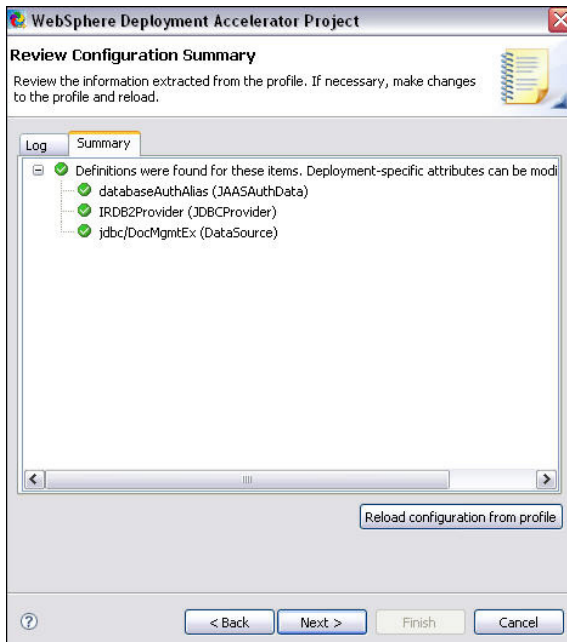 WebSphere Deployment Accelerator Project
Review Configuration Summary
Review the information extracted from the profile. If necessary, make changes
to the profile and reload.
Log Summary
Definitions were found for these items. Deployment-specific attributes can be modi
databaseAuthAlias (JAASAuthData)
IRDB2Provider (JDBCProvider)
jdbc/DocMgmtEx (DataSource)
Reload configuration from profile
< Back Next > Finish Cancel